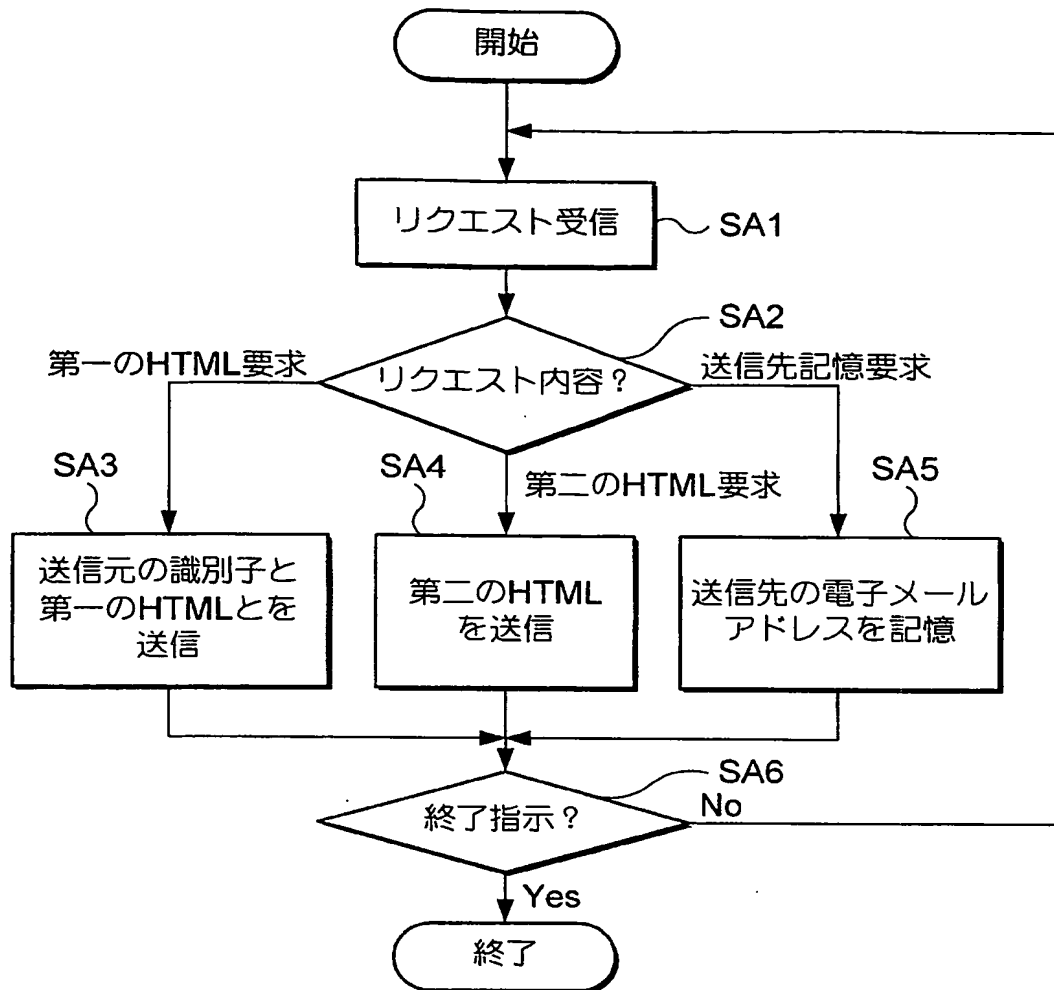 開始
リクエスト受信
SA1
SA2
第一のHTML要求
リクエスト内容？
送信先記憶要求
SA3
SA4
第二のHTML要求
SA5
送信元の識別子と
第一のHTMLとを
送信
第二のHTML
を送信
送信先の電子メール
アドレスを記憶
SA6
終了指示？
No
Yes
終了